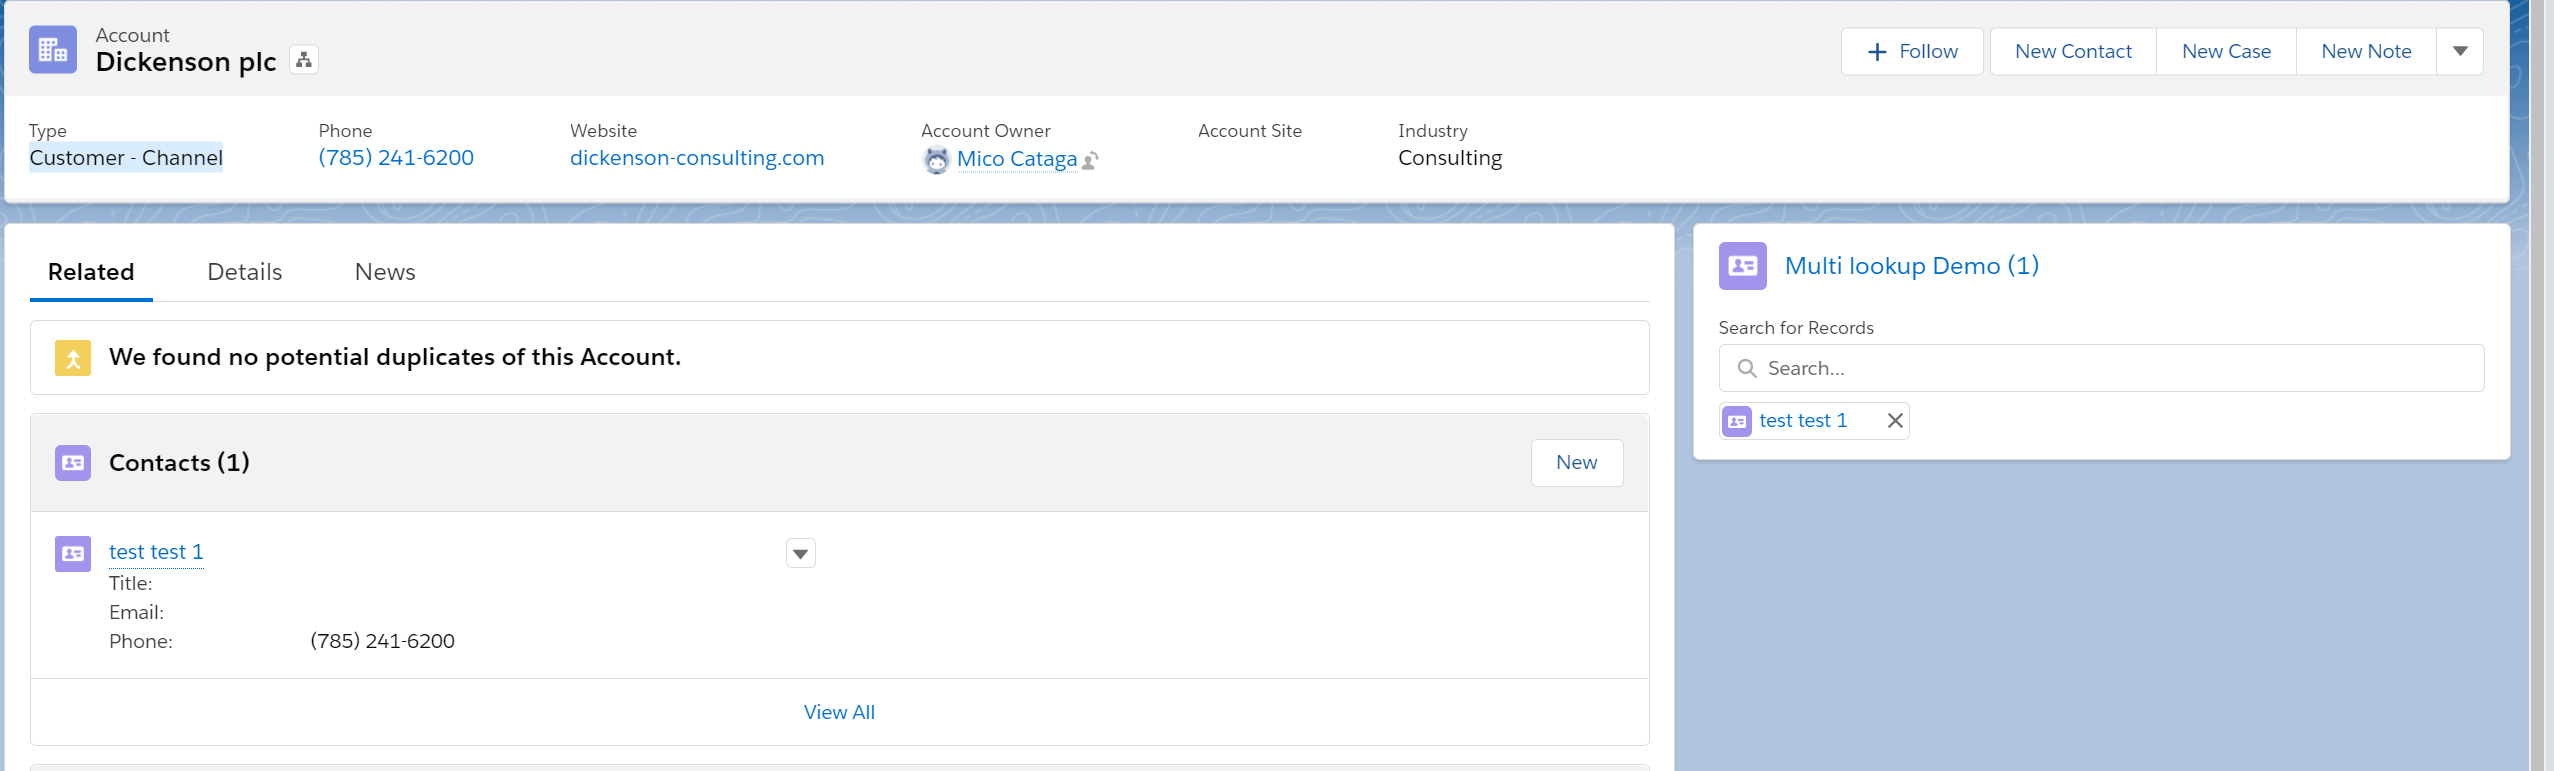 Account
Dickenson plc
Follow
New Contact
New Case
New Note
Type
Customer - Channel
Phone
(785) 241-6200
Website
dickenson-consulting.com
Account Owner
Mico Cataga
Account Site
Industry
Consulting
Related
Details
News
We found no potential duplicates of this Account.
Contacts (1)
New
test test 1
Title:
Email:
Phone: (785) 241-6200
View All
Multi lookup Demo (1)
Search for Records
Search...
test test 1